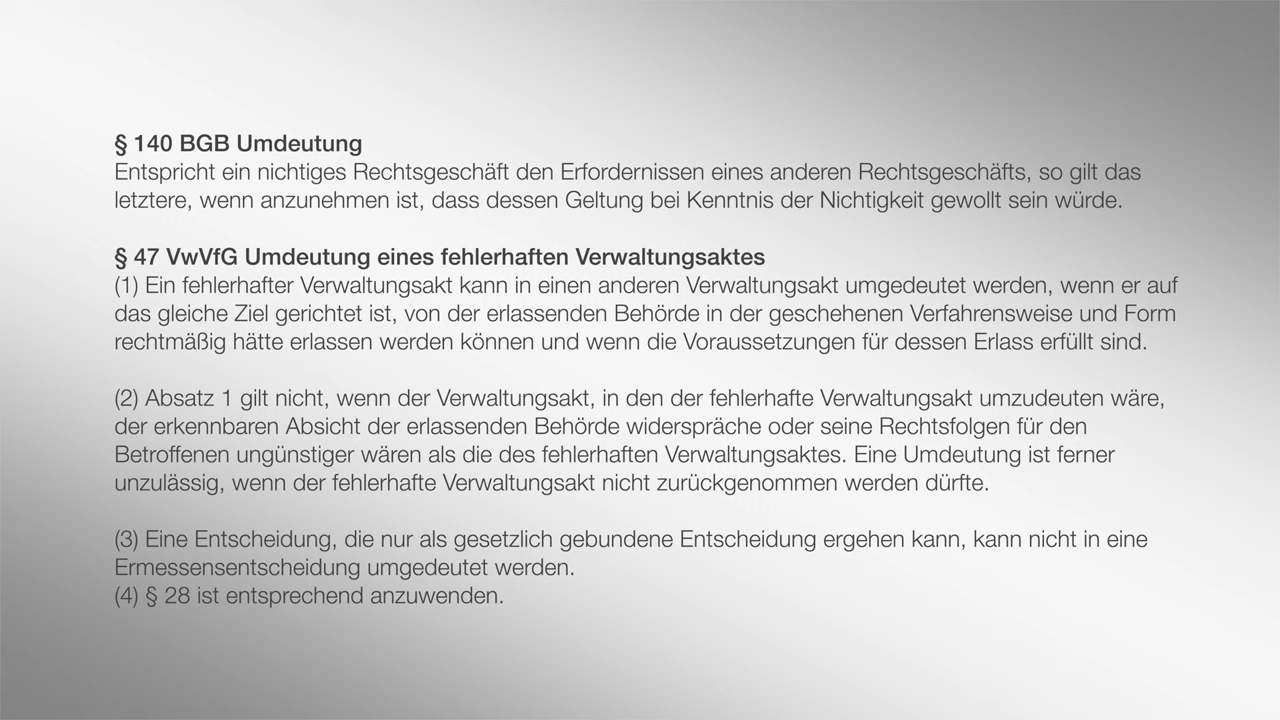 § 140 BGB Umdeutung
Entspricht ein nichtiges Rechtsgeschäft den Erfordernissen eines anderen Rechtsgeschäfts, so gilt das
letztere, wenn anzunehmen ist, dass dessen Geltung bei Kenntnis der Nichtigkeit gewollt sein würde.
§ 47 VwVfG Umdeutung eines fehlerhaften Verwaltungsaktes
(1) Ein fehlerhafter Verwaltungsakt kann in einen anderen Verwaltungsakt umgedeutet werden, wenn er auf
das gleiche Ziel gerichtet ist, von der erlassenden Behörde in der geschehenen Verfahrensweise und Form
rechtmäßig hätte erlassen werden können und wenn die Voraussetzungen für dessen Erlass erfüllt sind.
(2) Absatz 1 gilt nicht, wenn der Verwaltungsakt, in den der fehlerhafte Verwaltungsakt umzudeuten wäre,
der erkennbaren Absicht der erlassenden Behörde widerspräche oder seine Rechtsfolgen für den
Betroffenen ungünstiger wären als die des fehlerhaften Verwaltungsaktes. Eine Umdeutung ist ferner
unzulässig, wenn der fehlerhafte Verwaltungsakt nicht zurückgenommen werden dürfte.
(3) Eine Entscheidung, die nur als gesetzlich gebundene Entscheidung ergehen kann, kann nicht in eine
Ermessensentscheidung umgedeutet werden.
(4) § 28 ist entsprechend anzuwenden.